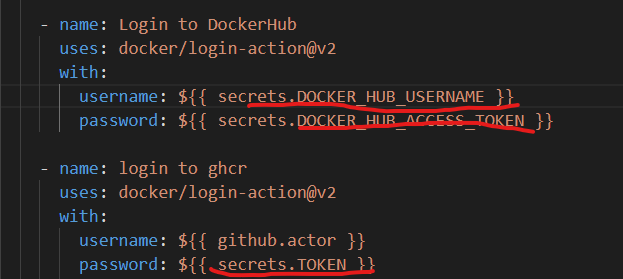 - name: Login to DockerHub
uses: docker/login-action@v2
with:
username: ${{ secrets.DOCKER_HUB_USERNAME }}
password: ${{ secrets.DOCKER_HUB_ACCESS_TOKEN }}
- name: login to ghcr
uses: docker/login-action@v2
with:
username: ${{ github.actor }}
password: ${{ secrets.TOKEN }}